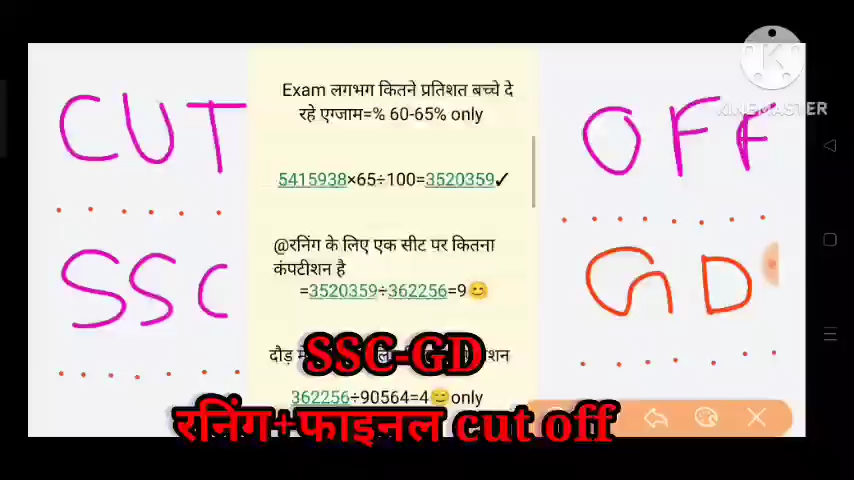 CUT OFF
SSC GD
Exam लगभग कितने प्रतिशत बच्चे दे
रहे एग्जाम=% 60-65% only
5415938×65÷100=3520359✓
@रनिंग के लिए एक सीट पर कितना
कंपटीशन है
=3520359÷362256=9😊
दौड़
362256÷90564=4😊only
SSC-GD
रनिंग+फाइनल cut off
KINEMASTER